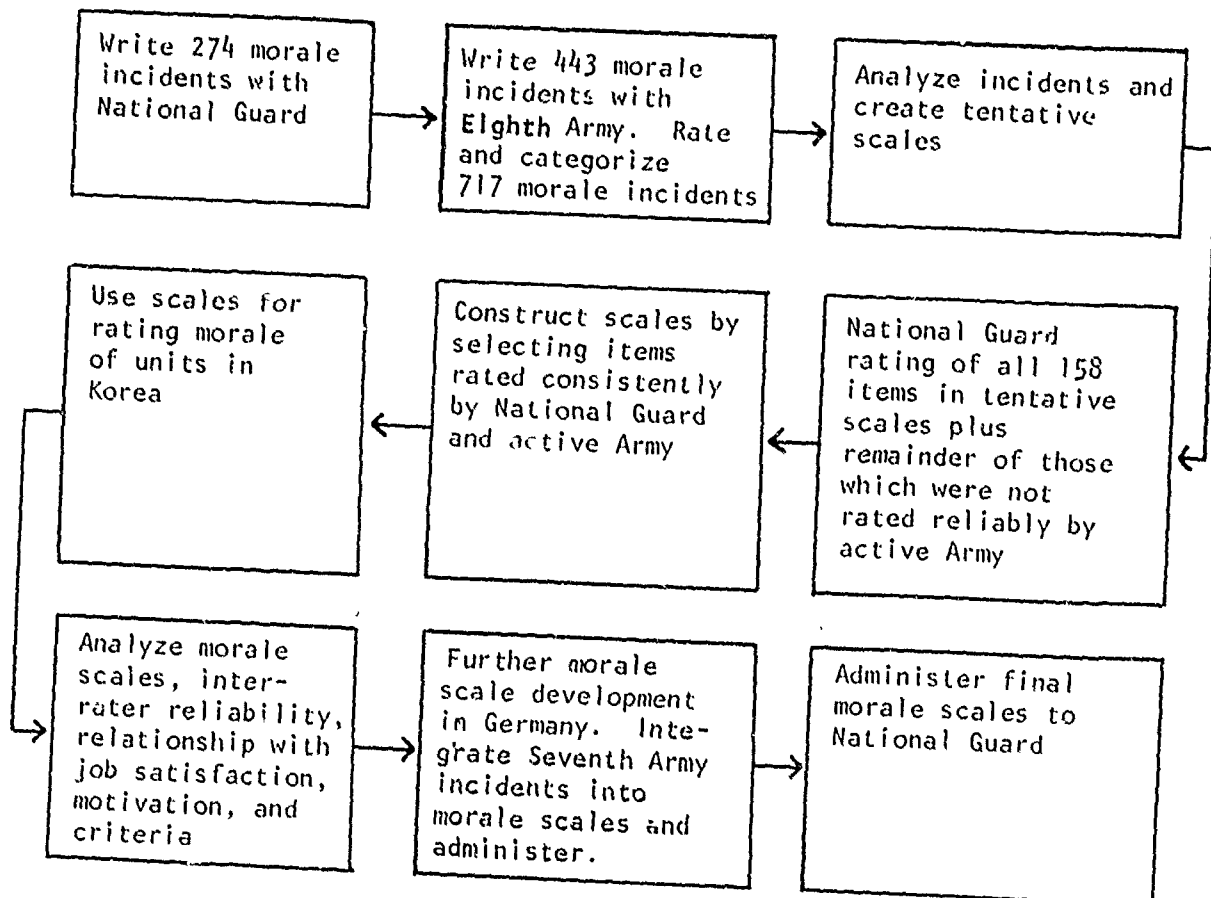 Write 274 morale
incidents with
National Guard
Write 443 morale
incidents with
Eighth Army. Rate
and categorize
717 morale incidents
Analyze incidents and
create tentative
scales
National Guard
rating of all 158
items in tentative
scales plus
remainder of those
which were not
rated reliably by
active Army
Construct scales by
selecting items
rated consistently
by National Guard
and active Army
Use scales for
rating morale
of units in
Korea
Analyze morale
scales, inter-
rater reliability,
relationship with
job satisfaction,
motivation, and
criteria
Further morale
scale development
in Germany. Inte-
grate Seventh Army
incidents into
morale scales and
administer.
Administer final
morale scales to
National Guard